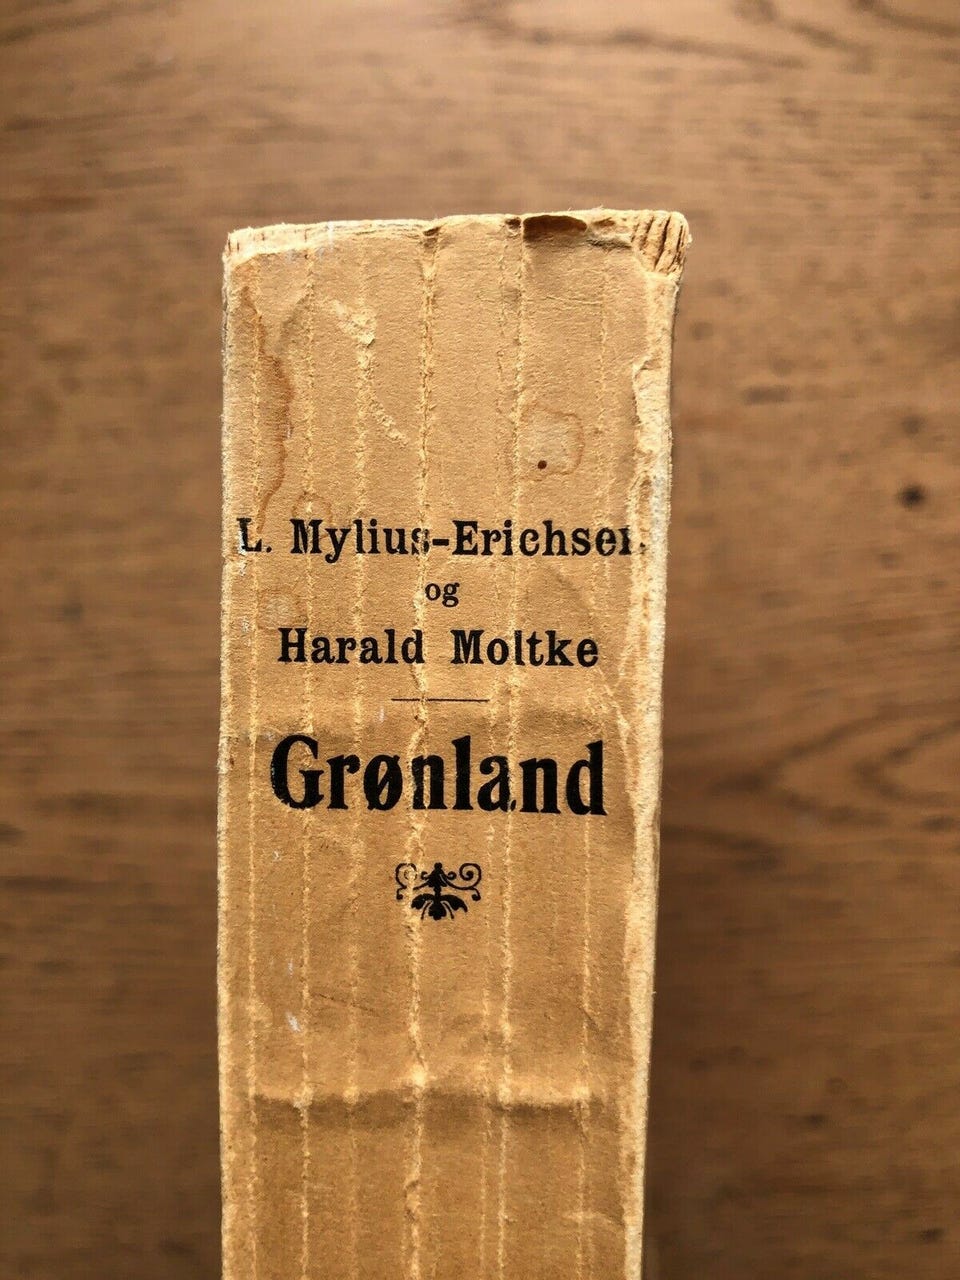 L. Mylius-Erichsen
og
Harald Moltke
Grønland